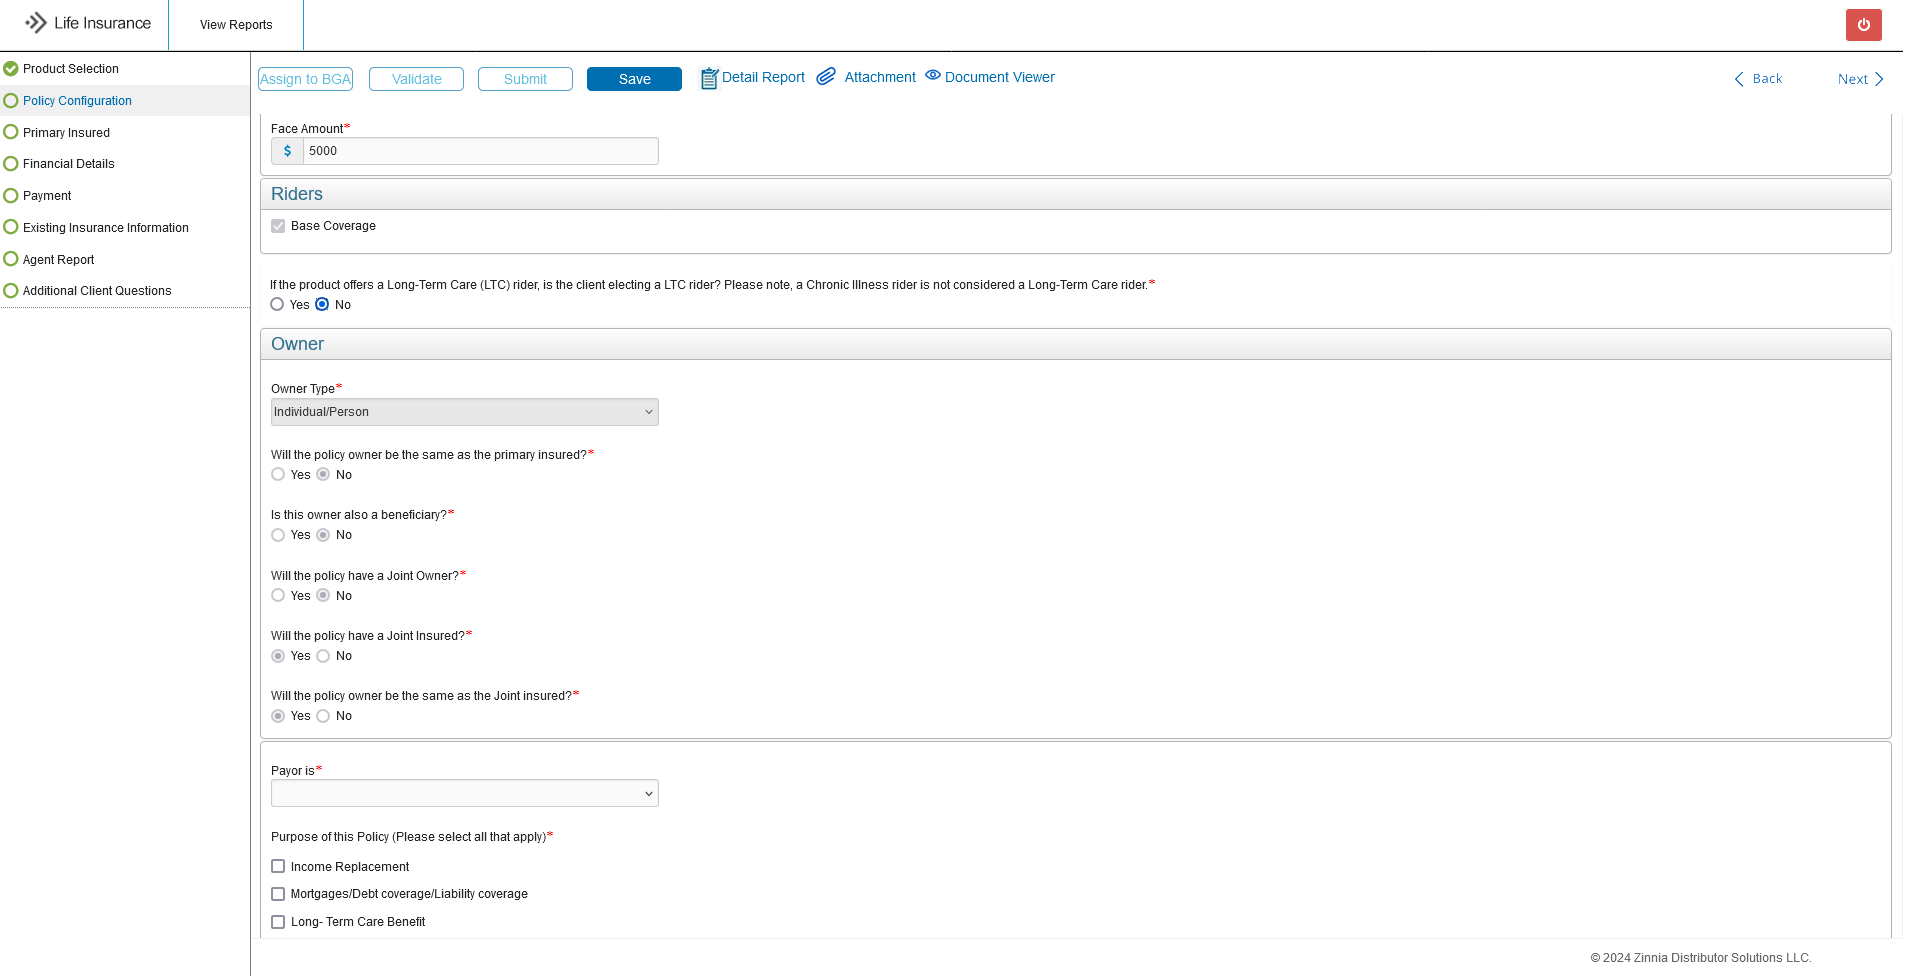 Life Insurance
View Reports
Product Selection
Policy Configuration
Primary Insured
Financial Details
Payment
Existing Insurance Information
Agent Report
Additional Client Questions
Assign to BGA
Validate
Submit
Save
Detail Report
Attachment
Document Viewer
Back
Next
Face Amount*
$ 5000
Riders
Base Coverage
If the product offers a Long-Term Care (LTC) rider, is the client electing a LTC rider? Please note, a Chronic Illness rider is not considered a Long-Term Care rider.*
Yes No
Owner
Owner Type*
Individual/Person
Will the policy owner be the same as the primary insured?*
Yes No
Is this owner also a beneficiary?*
Yes No
Will the policy have a Joint Owner?*
Yes No
Will the policy have a Joint Insured?*
Yes No
Will the policy owner be the same as the Joint insured?*
Yes No
Payor is*
Purpose of this Policy (Please select all that apply)*
Income Replacement
Mortgages/Debt coverage/Liability coverage
Long- Term Care Benefit
© 2024 Zinnia Distributor Solutions LLC.